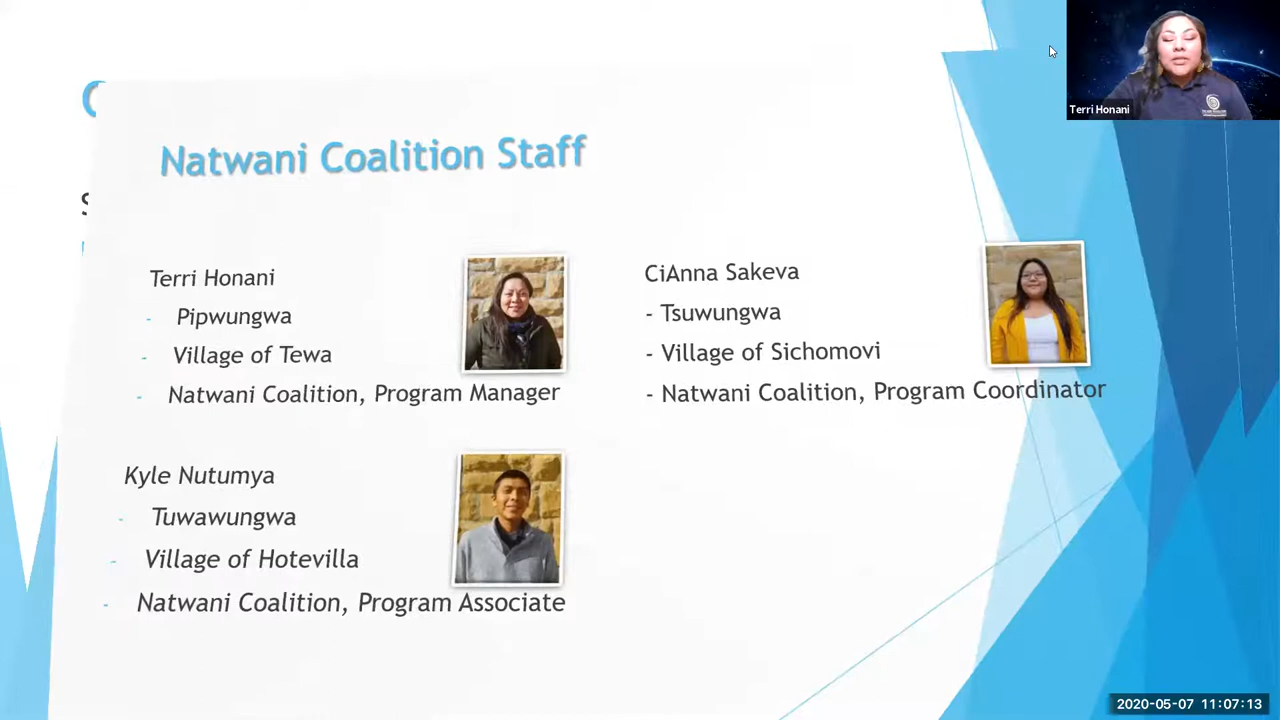 Terri Honani
Natwani Coalition Staff
Terri Honani
- Pipwungwa
- Village of Tewa
- Natwani Coalition, Program Manager
CiAnna Sakeva
- Tsuwungwa
- Village of Sichomovi
- Natwani Coalition, Program Coordinator
Kyle Nutumya
- Tuwawungwa
- Village of Hotevilla
- Natwani Coalition, Program Associate
2020-05-07 11:07:13